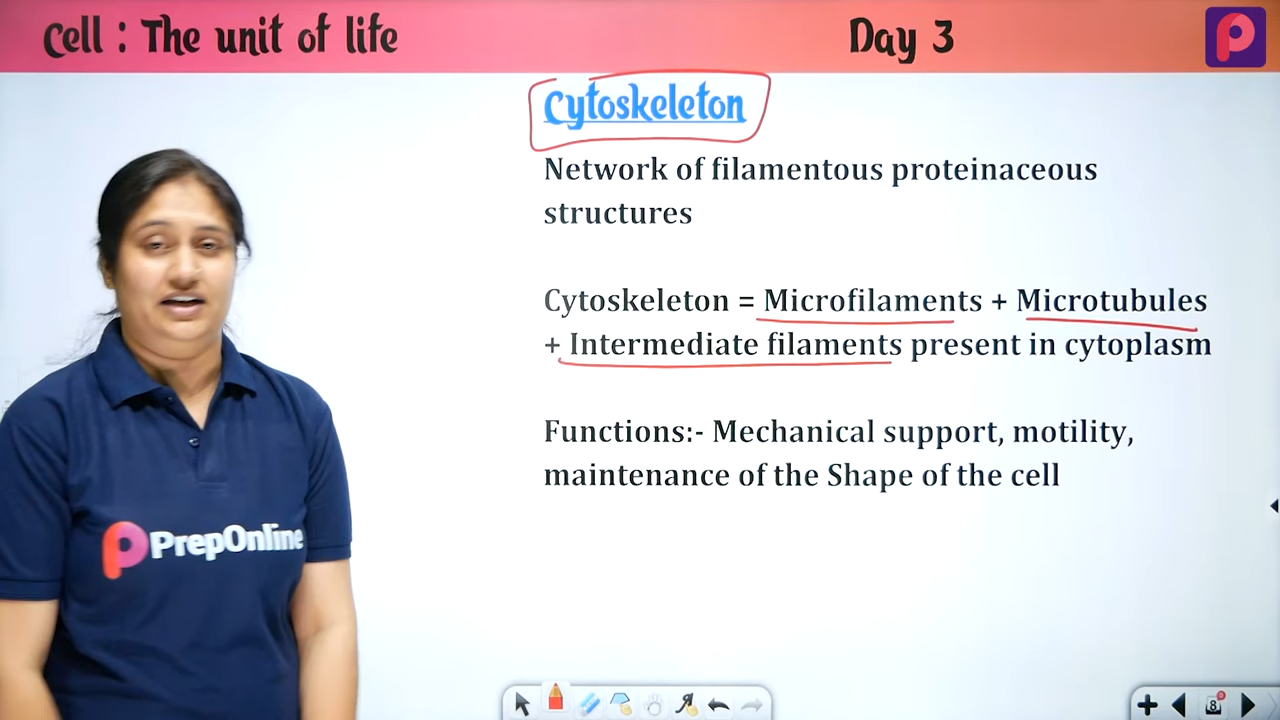 Cell : The unit of life
Day 3
Cytoskeleton
Network of filamentous proteinaceous
structures
Cytoskeleton = Microfilaments + Microtubules
+ Intermediate filaments present in cytoplasm
Functions:- Mechanical support, motility,
maintenance of the Shape of the cell
PrepOnline
8